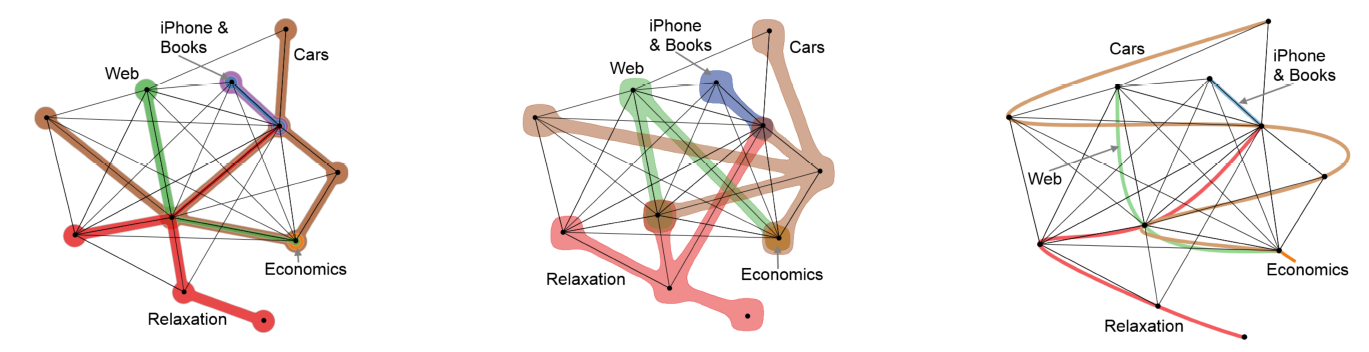 iPhone &
Books
Cars
Web
Economics
Relaxation
iPhone
& Books
Cars
Web
Relaxation
Economics
Cars
iPhone
& Books
Web
Economics
Relaxation